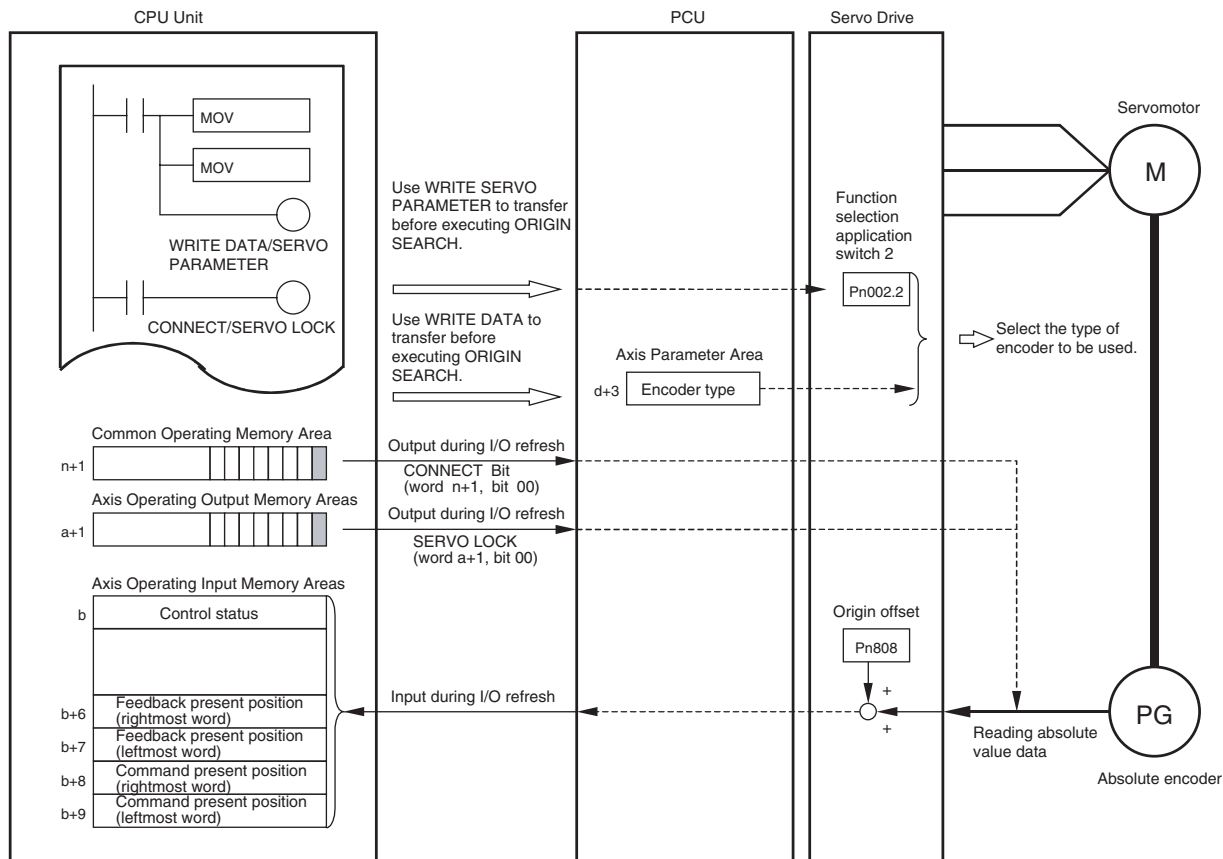 CPU Unit
PCU
Servo Drive
MOV
MOV
WRITE DATA/SERVO
PARAMETER
CONNECT/SERVO LOCK
Use WRITE SERVO
PARAMETER to transfer
before executing ORIGIN
SEARCH.
Use WRITE DATA to
transfer before
executing ORIGIN
SEARCH.
Function
selection
application
switch 2
Pn002.2
Axis Parameter Area
d+3
Encoder type
Select the type of
encoder to be used.
Servomotor
M
Common Operating Memory Area
n+1
Output during I/O refresh
CONNECT Bit
(word n+1, bit 00)
Axis Operating Output Memory Areas
a+1
Output during I/O refresh
SERVO LOCK
(word a+1, bit 00)
Axis Operating Input Memory Areas
b
Control status
b+6
Feedback present position
(rightmost word)
b+7
Feedback present position
(leftmost word)
b+8
Command present position
(rightmost word)
b+9
Command present position
(leftmost word)
Input during I/O refresh
Origin offset
Pn808
+
+
Reading absolute
value data
PG
Absolute encoder